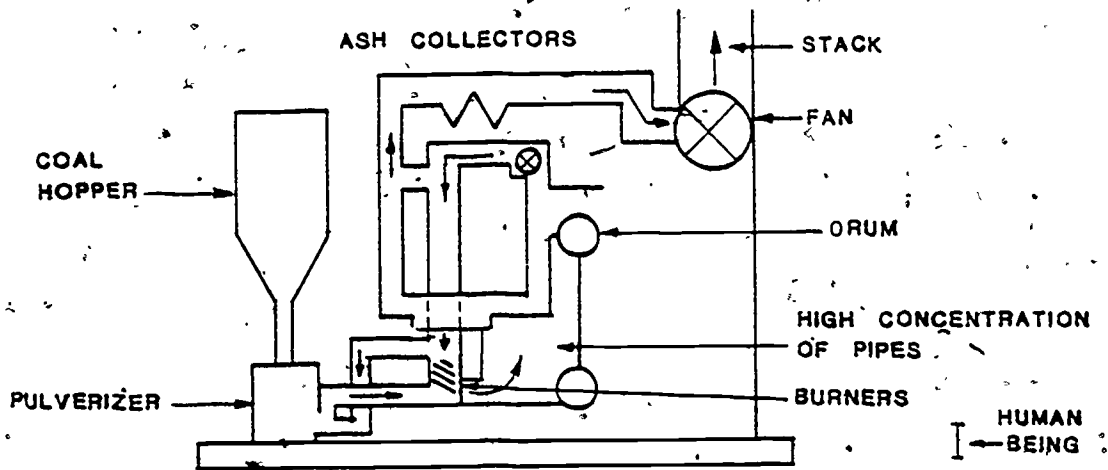 ASH COLLECTORS
STACK
FAN
COAL
HOPPER
ORUM
HIGH CONCENTRATION
OF PIPES
BURNERS
PULVERIZER
HUMAN
BEING